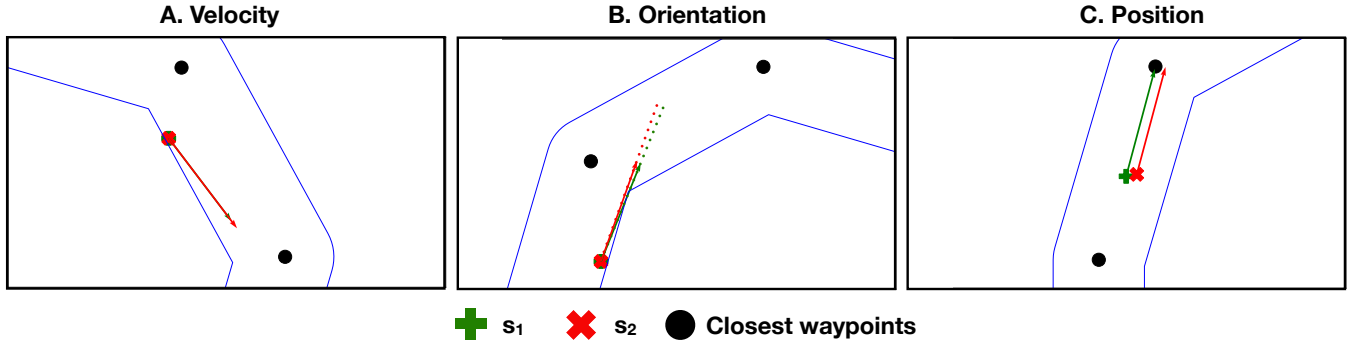 A. Velocity
B. Orientation
C. Position
s₁
s₂
Closest waypoints